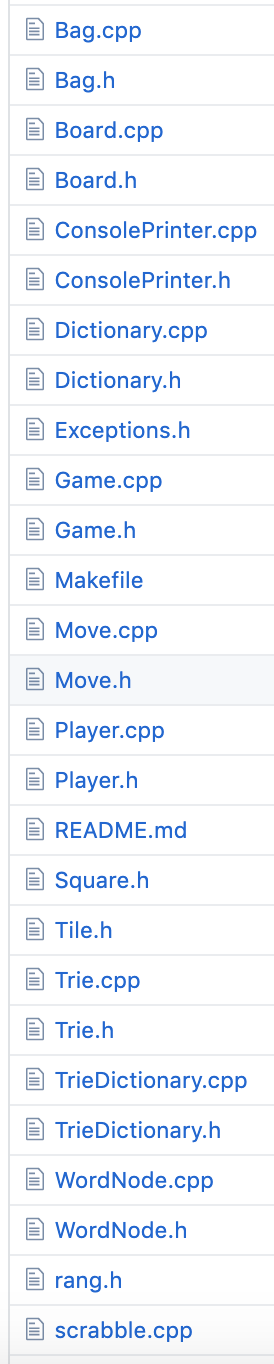 Bag.cpp
Bag.h
Board.cpp
Board.h
ConsolePrinter.cpp
ConsolePrinter.h
Dictionary.cpp
Dictionary.h
Exceptions.h
Game.cpp
Game.h
Makefile
Move.cpp
Move.h
Player.cpp
Player.h
README.md
Square.h
Tile.h
Trie.cpp
Trie.h
TrieDictionary.cpp
TrieDictionary.h
WordNode.cpp
WordNode.h
rang.h
scrabble.cpp